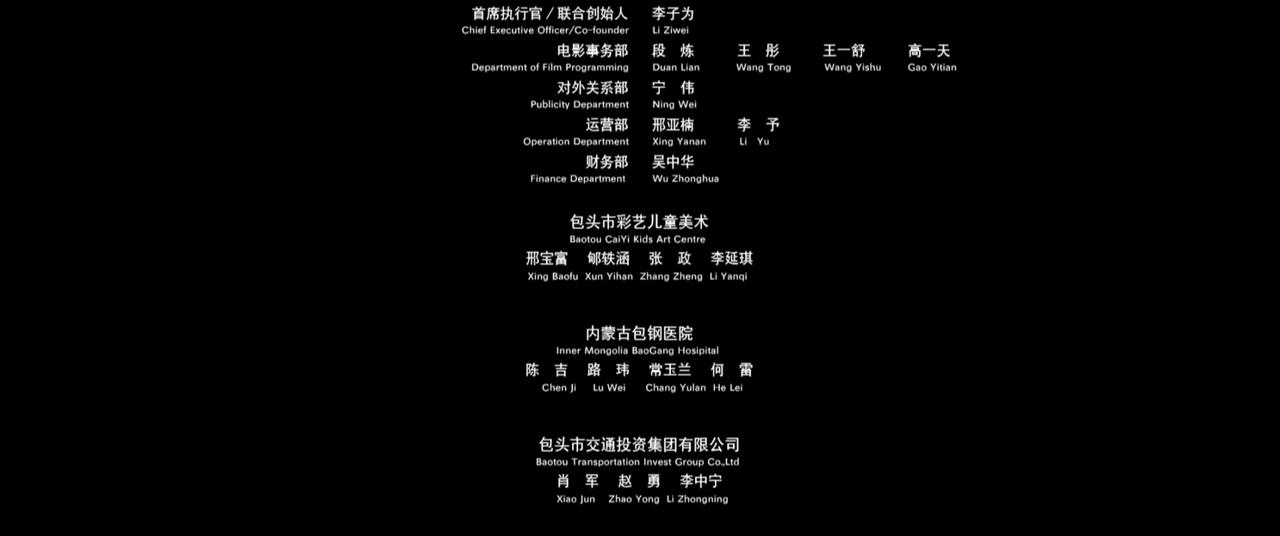 首席执行官/联合创始人 李子为
Chief Executive Officer/Co-founder Li Ziwei
电影事务部 段 炼 王 彤 王一舒 高一天
Department of Film Programming Duan Lian Wang Tong Wang Yishu Gao Yitian
对外关系部 宁 伟
Publicity Department Ning Wei
运营部 邢亚楠 李 予
Operation Department Xing Yanan Li Yu
财务部 吴中华
Finance Department Wu Zhonghua
包头市彩艺儿童美术
Baotou CaiYi Kids Art Centre
邢宝富 郇轶涵 张 政 李延琪
Xing Baofu Xun Yihan Zhang Zheng Li Yanqi
内蒙古包钢医院
Inner Mongolia BaoGang Hosipital
陈 吉 路 玮 常玉兰 何 雷
Chen Ji Lu Wei Chang Yulan He Lei
包头市交通投资集团有限公司
Baotou Transportation Invest Group Co.,Ltd
肖 军 赵 勇 李中宁
Xiao Jun Zhao Yong Li Zhongning